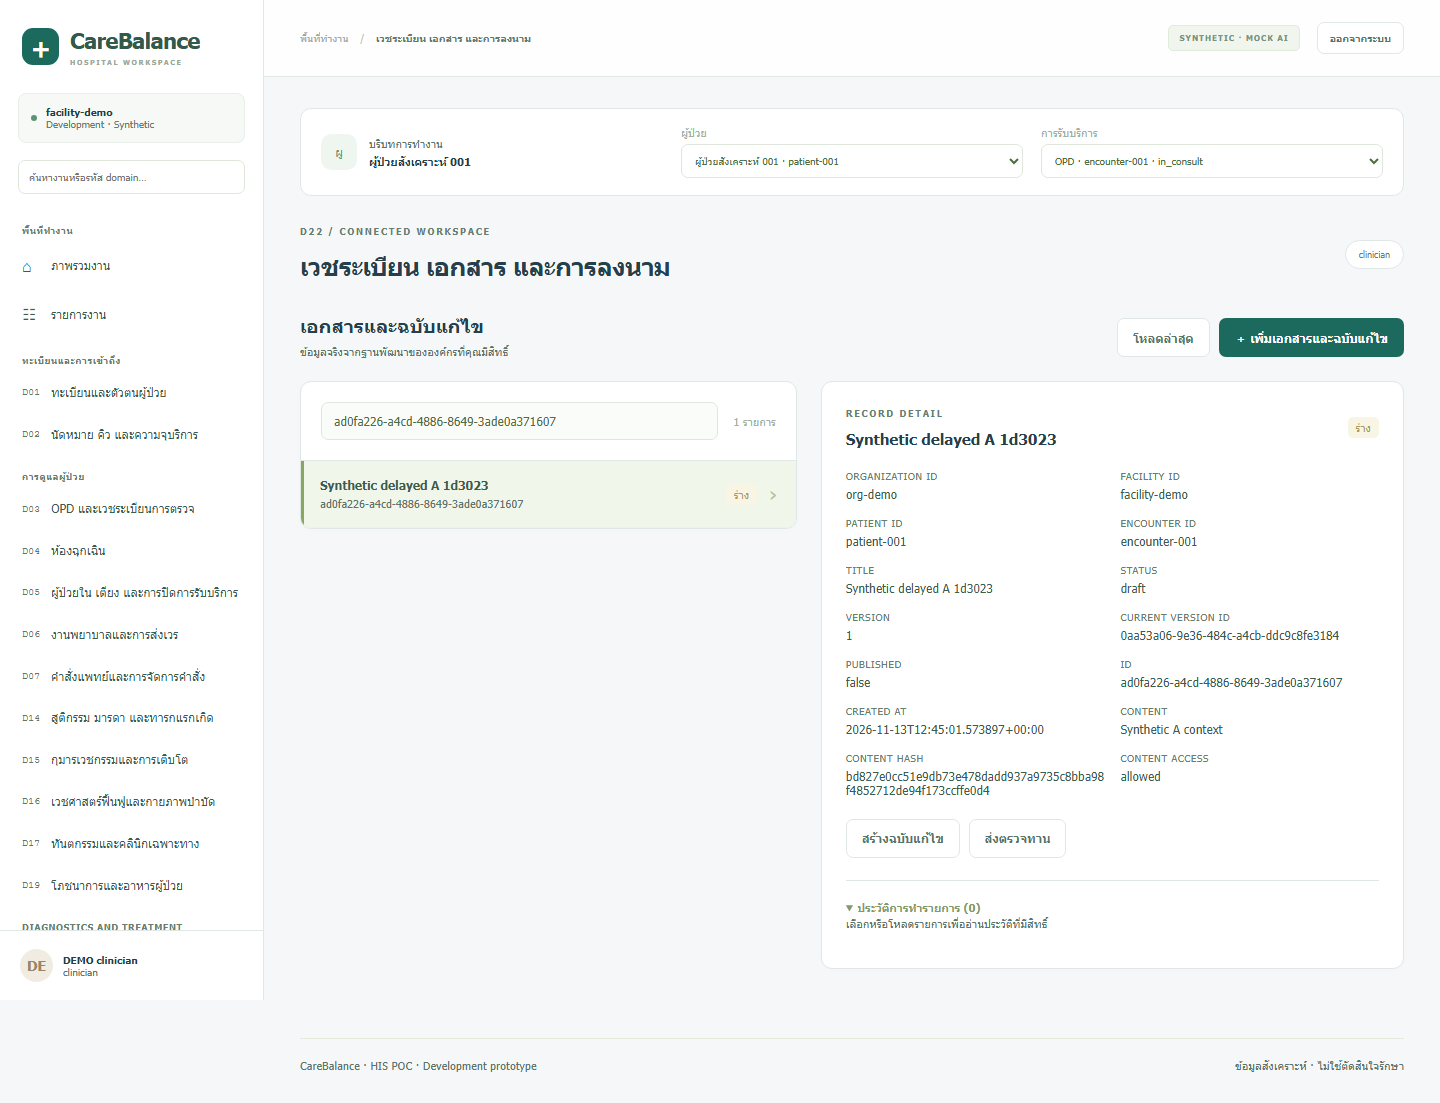 CareBalance
HOSPITAL WORKSPACE
facility-demo
Development · Synthetic
ค้นหางานหรือรหัส domain...
พื้นที่ทำงาน
ภาพรวมงาน
รายการงาน
ทะเบียนและการเข้าถึง
D01 ทะเบียนและตัวตนผู้ป่วย
D02 นัดหมาย คิว และความจุบริการ
การดูแลผู้ป่วย
D03 OPD และเวชระเบียนการตรวจ
D04 ห้องฉุกเฉิน
D05 ผู้ป่วยใน เตียง และการปิดการรับบริการ
D06 งานพยาบาลและการส่งเวร
D07 คำสั่งแพทย์และการจัดการคำสั่ง
D14 สูติกรรม มารดา และทารกแรกเกิด
D15 กุมารเวชกรรมและการเติบโต
D16 เวชศาสตร์ฟื้นฟูและกายภาพบำบัด
D17 ทันตกรรมและคลินิกเฉพาะทาง
D19 โภชนาการและอาหารผู้ป่วย
DIAGNOSTICS AND TREATMENT
DE
DEMO clinician
clinician
พื้นที่ทำงาน / เวชระเบียน เอกสาร และการลงนาม
SYNTHETIC · MOCK AI
ออกจากระบบ
ผู
บริบทการทำงาน
ผู้ป่วยสังเคราะห์ 001
ผู้ป่วย
ผู้ป่วยสังเคราะห์ 001 · patient-001
การรับบริการ
OPD · encounter-001 · in_consult
D22 / CONNECTED WORKSPACE
เวชระเบียน เอกสาร และการลงนาม
clinician
เอกสารและฉบับแก้ไข
ข้อมูลจริงจากฐานพัฒนาขององค์กรที่คุณมีสิทธิ์
โหลดล่าสุด
+ เพิ่มเอกสารและฉบับแก้ไข
ad0fa226-a4cd-4886-8649-3ade0a371607
1 รายการ
Synthetic delayed A 1d3023
ad0fa226-a4cd-4886-8649-3ade0a371607
ร่าง
RECORD DETAIL
Synthetic delayed A 1d3023
ร่าง
ORGANIZATION ID
org-demo
FACILITY ID
facility-demo
PATIENT ID
patient-001
ENCOUNTER ID
encounter-001
TITLE
Synthetic delayed A 1d3023
STATUS
draft
VERSION
1
CURRENT VERSION ID
0aa53a06-9e36-484c-a4cb-ddc9c8fe3184
PUBLISHED
false
ID
ad0fa226-a4cd-4886-8649-3ade0a371607
CREATED AT
2026-11-13T12:45:01.573897+00:00
CONTENT
Synthetic A context
CONTENT HASH
bd827e0cc51e9db73e478dadd937a9735c8bba98
f4852712de94f173ccffe0d4
CONTENT ACCESS
allowed
สร้างฉบับแก้ไข
ส่งตรวจทาน
▼ ประวัติการทำรายการ (0)
เลือกหรือโหลดรายการเพื่ออ่านประวัติที่มีสิทธิ์
CareBalance · HIS POC · Development prototype
ข้อมูลสังเคราะห์ · ไม่ใช้ตัดสินใจรักษา